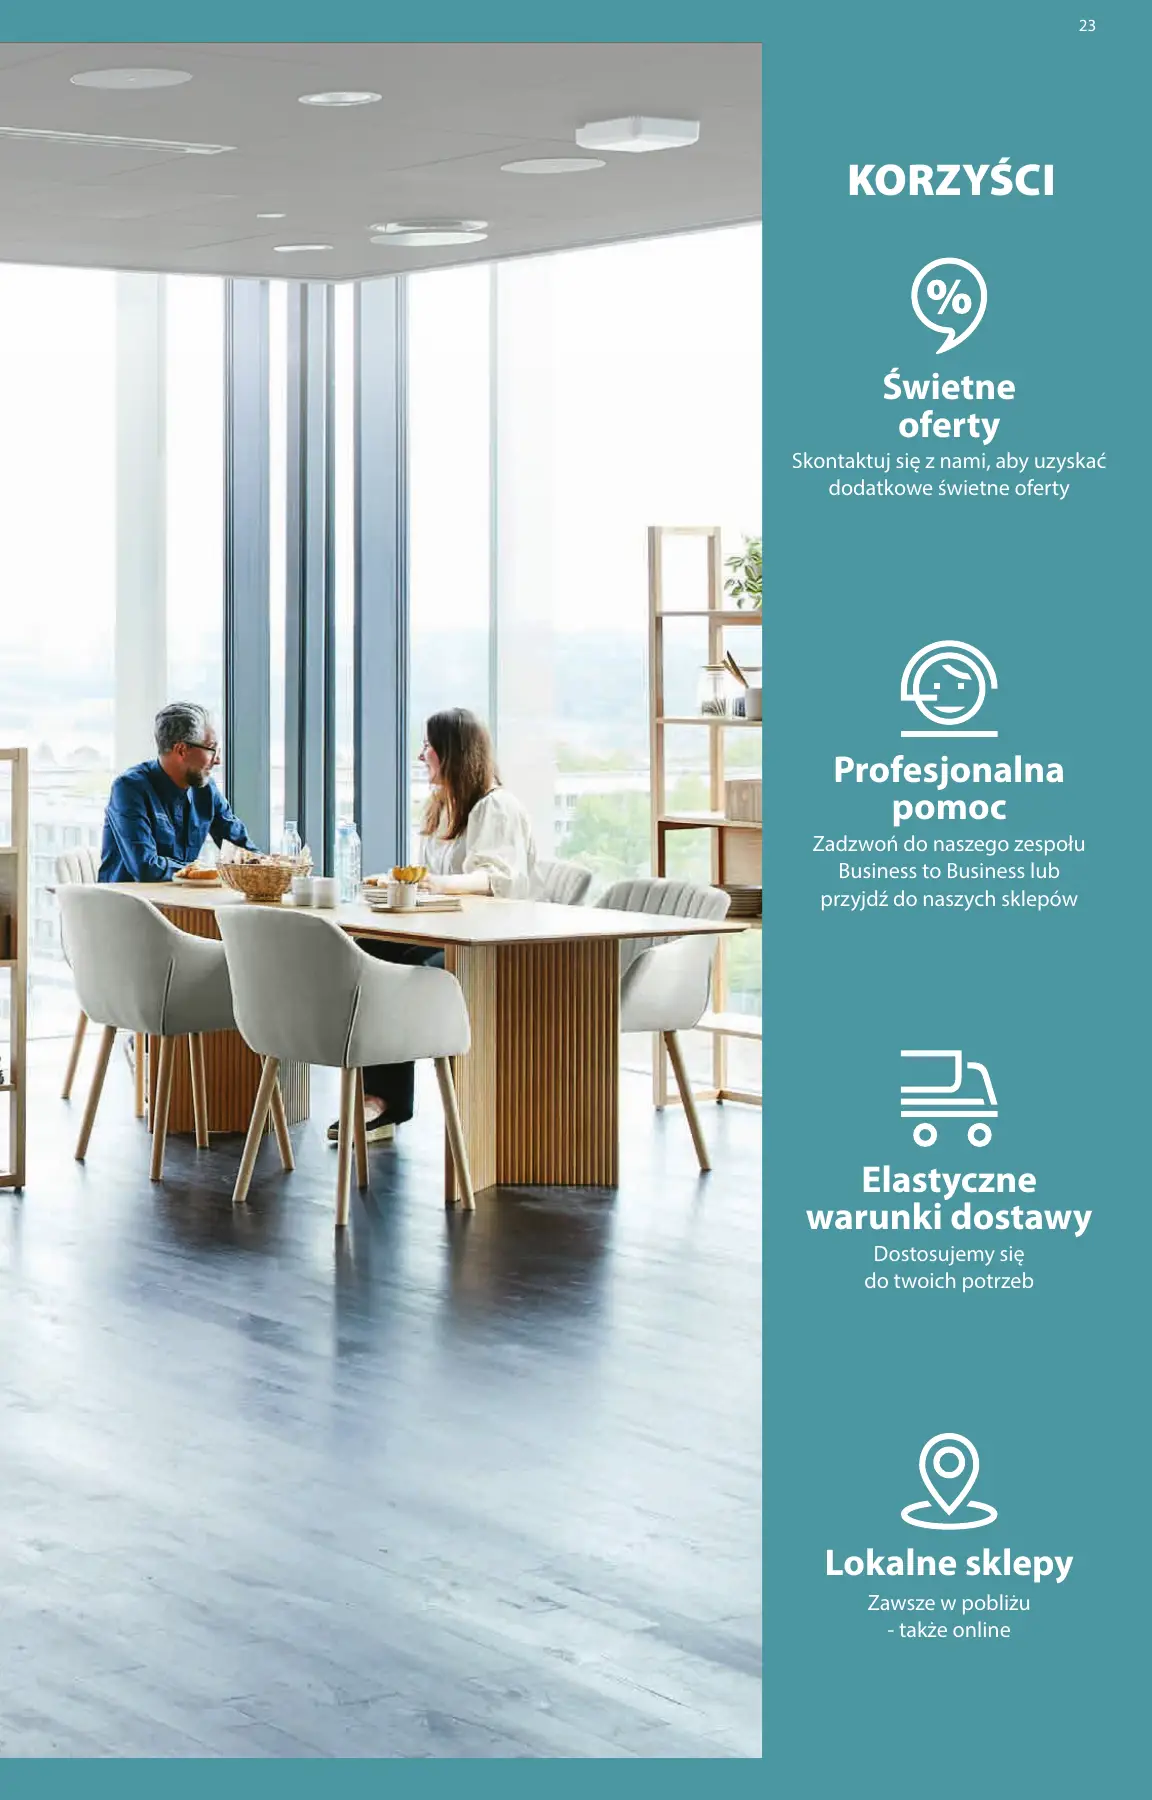 23
KORZYŚCI
%
Świetne
oferty
Skontaktuj się z nami, aby uzyskać
dodatkowe świetne oferty
Profesjonalna
pomoc
Zadzwoń do naszego zespołu
Business to Business lub
przyjdź do naszych sklepów
Elastyczne
warunki dostawy
Dostosujemy się
do twoich potrzeb
Lokalne sklepy
Zawsze w pobliżu
- także online